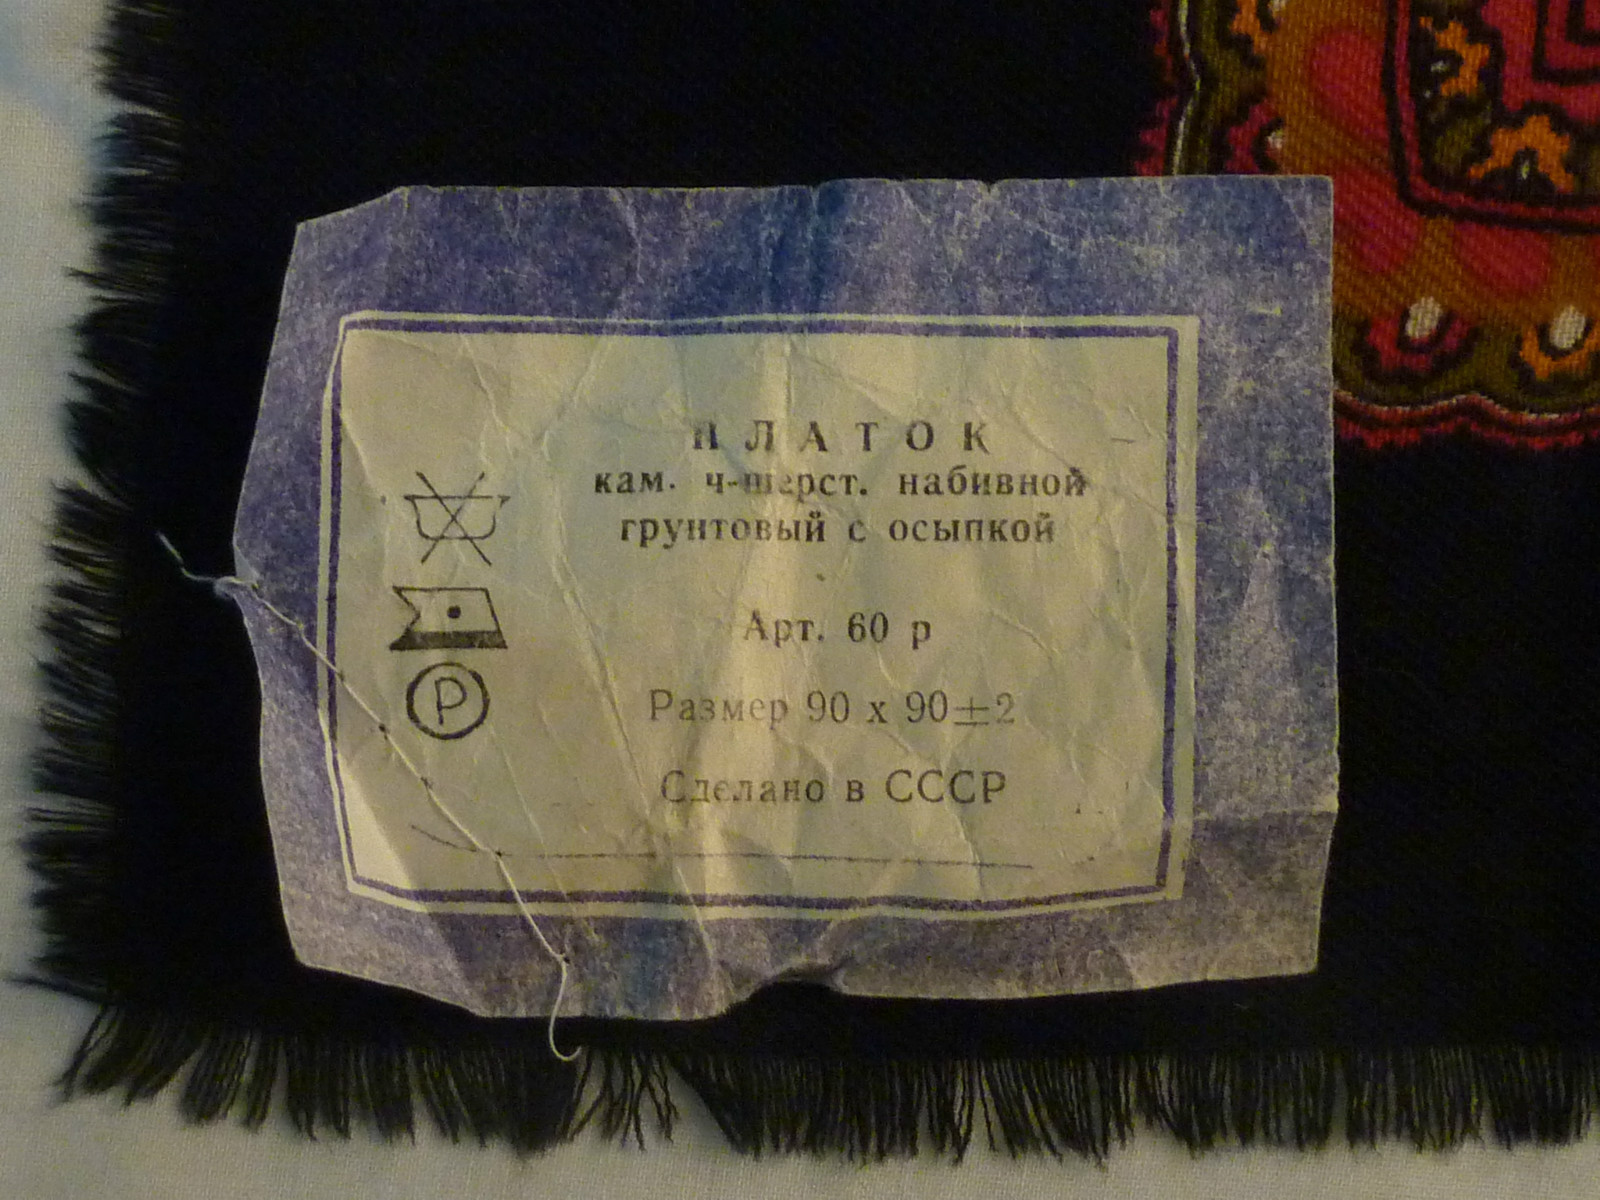 ПЛАТОК
кам. ч-шерст. набивной
грунтовый с осыпкой
Арт. 60 р
Размер 90 х 90±2
Сделано в СССР
P